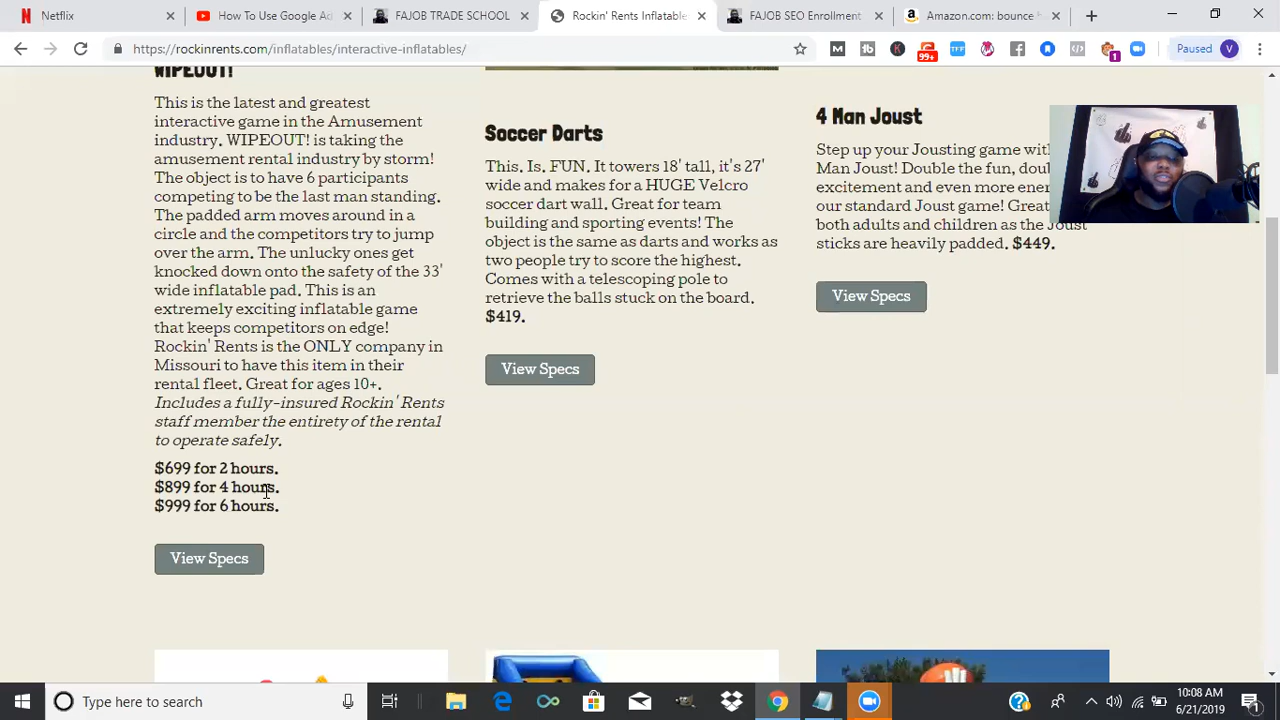 Netflix
How To Use Google Ad
FAJOB TRADE SCHOOL
Rockin' Rents Inflatables
FAJOB SEO Enrollment
Amazon.com: bounce h
https://rockinrents.com/inflatables/interactive-inflatables/
99+
1
Paused
V
WIPEOUT!
This is the latest and greatest
interactive game in the Amusement
industry. WIPEOUT! is taking the
amusement rental industry by storm!
The object is to have 6 participants
competing to be the last man standing.
The padded arm moves around in a
circle and the competitors try to jump
over the arm. The unlucky ones get
knocked down onto the safety of the 33'
wide inflatable pad. This is an
extremely exciting inflatable game
that keeps competitors on edge!
Rockin' Rents is the ONLY company in
Missouri to have this item in their
rental fleet. Great for ages 10+.
Includes a fully-insured Rockin' Rents
staff member the entirety of the rental
to operate safely.
$699 for 2 hours.
$899 for 4 hours.
$999 for 6 hours.
View Specs
Soccer Darts
This. Is. FUN. It towers 18' tall, it's 27'
wide and makes for a HUGE Velcro
soccer dart wall. Great for team
building and sporting events! The
object is the same as darts and works as
two people try to score the highest.
Comes with a telescoping pole to
retrieve the balls stuck on the board.
$419.
View Specs
4 Man Joust
Step up your Jousting game with
Man Joust! Double the fun, dou
excitement and even more ener
our standard Joust game! Great
both adults and children as the Joust
sticks are heavily padded. $449.
View Specs
Type here to search
10:08 AM
6/21/2019